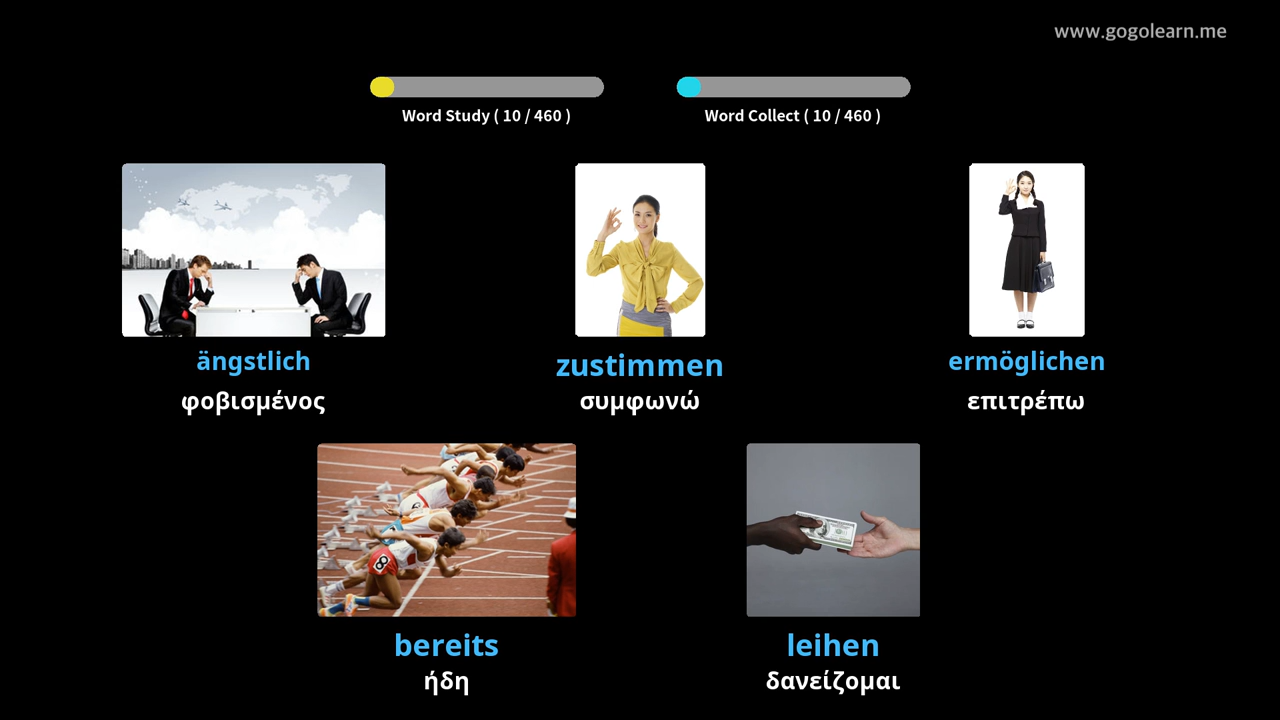 www.gogolearn.me
Word Study ( 10 / 460 )
Word Collect ( 10 / 460 )
ängstlich
φοβισμένος
zustimmen
συμφωνώ
ermöglichen
επιτρέπω
8
bereits
ήδη
leihen
δανείζομαι